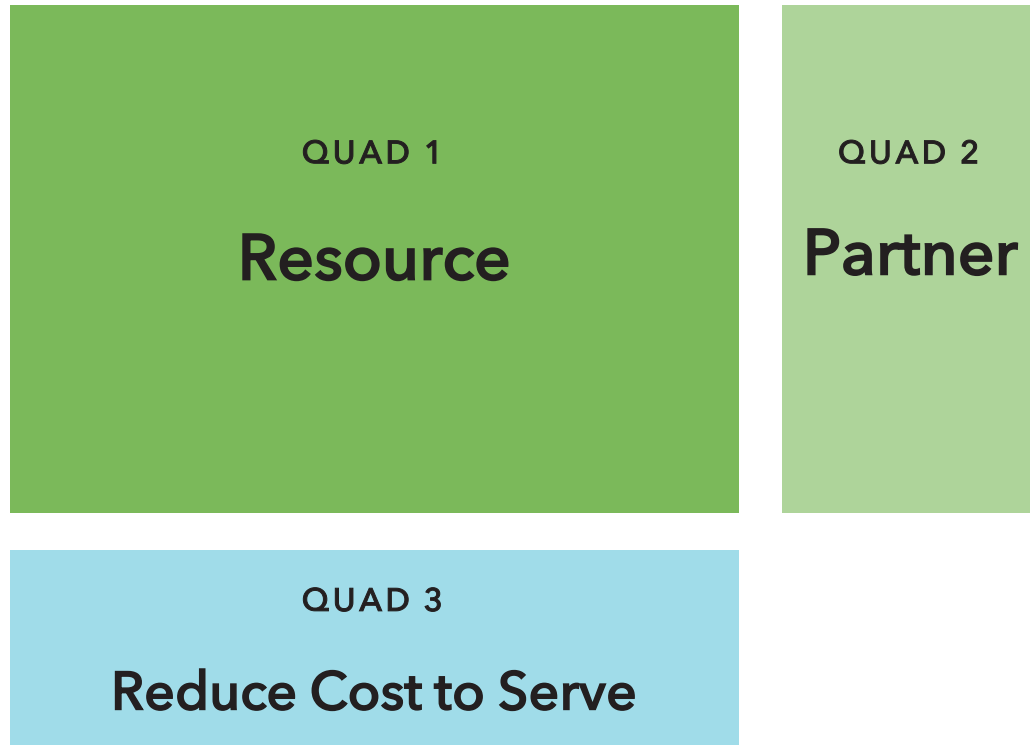 QUAD 1
Resource
QUAD 2
Partner
QUAD 3
Reduce Cost to Serve